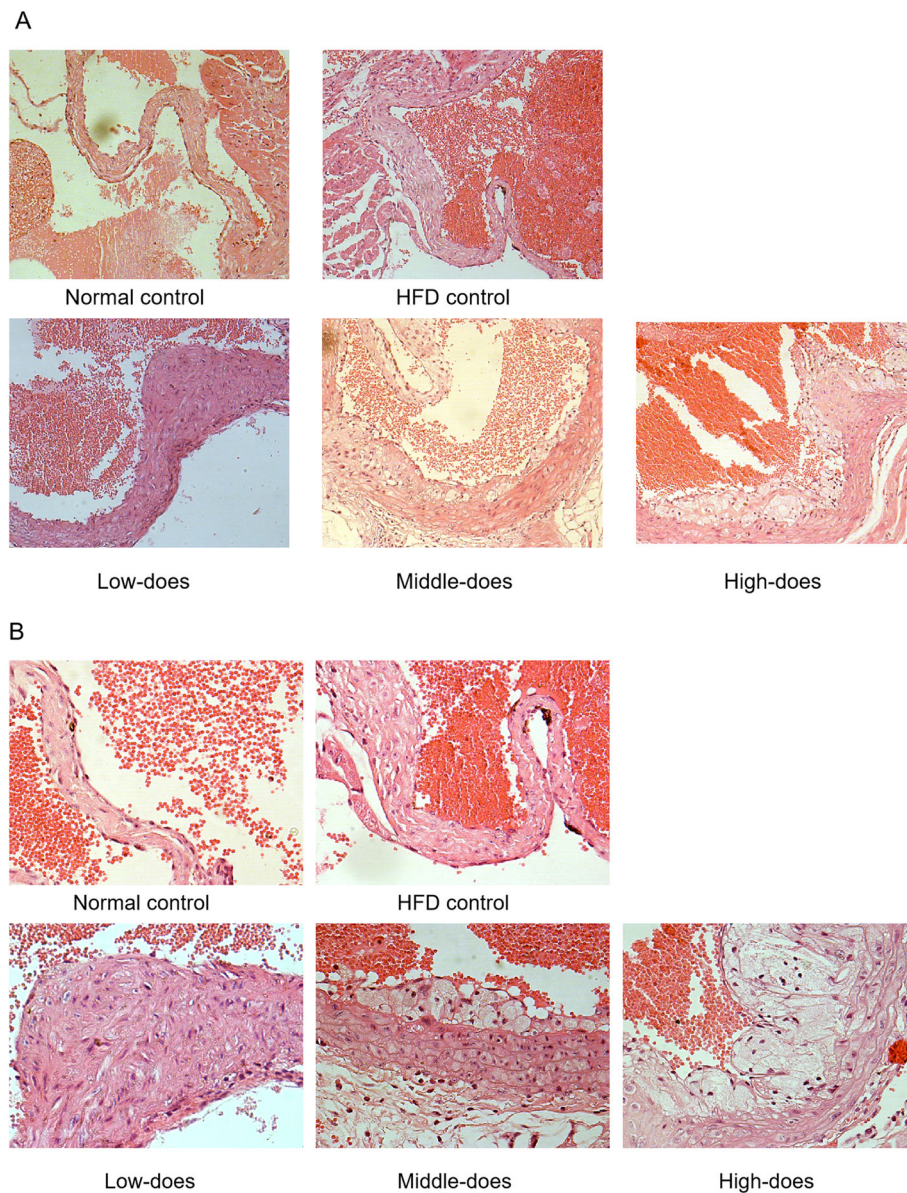 A
Normal control
HFD control
Low-does
Middle-does
High-does
B
Normal control
HFD control
Low-does
Middle-does
High-does